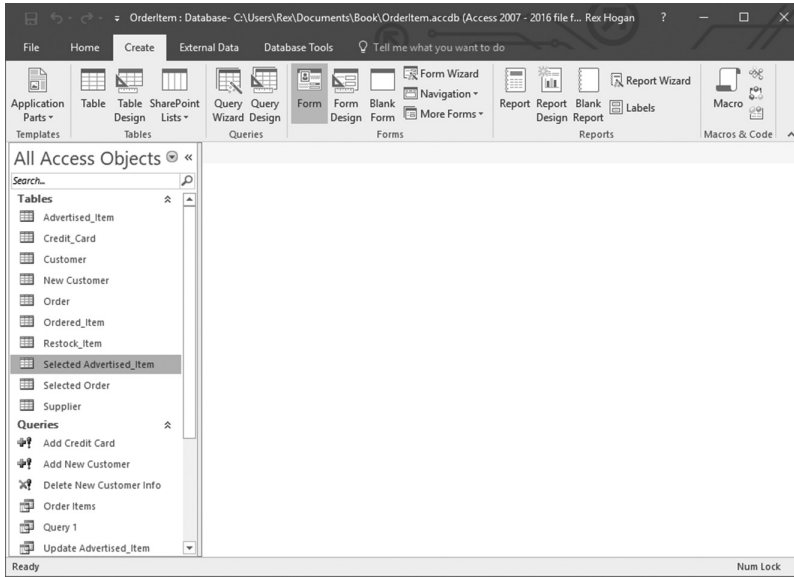 OrderItem : Database- C:\Users\Rex\Documents\Book\OrderItem.accdb (Access 2007 - 2016 file f... Rex Hogan ?
File Home Create External Data Database Tools Tell me what you want to do
Application Parts
Table
Table Design
SharePoint Lists
Templates
Tables
Query Wizard
Query Design
Queries
Form
Form Design
Blank Form
Form Wizard
Navigation
More Forms
Forms
Report
Report Design
Blank Report
Report Wizard
Labels
Reports
Macro
Macros & Code
All Access Objects
Search...
Tables
Advertised_Item
Credit_Card
Customer
New Customer
Order
Ordered_Item
Restock_Item
Selected Advertised_Item
Selected Order
Supplier
Queries
Add Credit Card
Add New Customer
Delete New Customer Info
Order Items
Query 1
Update Advertised_Item
Ready
Num Lock